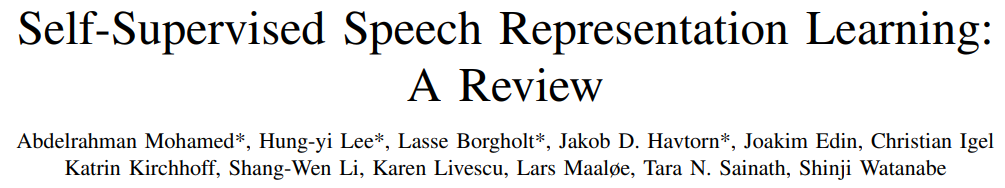 Self-Supervised Speech Representation Learning:
A Review
Abdelrahman Mohamed*, Hung-yi Lee*, Lasse Borgholt*, Jakob D. Havtorn*, Joakim Edin, Christian Igel
Katrin Kirchhoff, Shang-Wen Li, Karen Livescu, Lars Maaløe, Tara N. Sainath, Shinji Watanabe